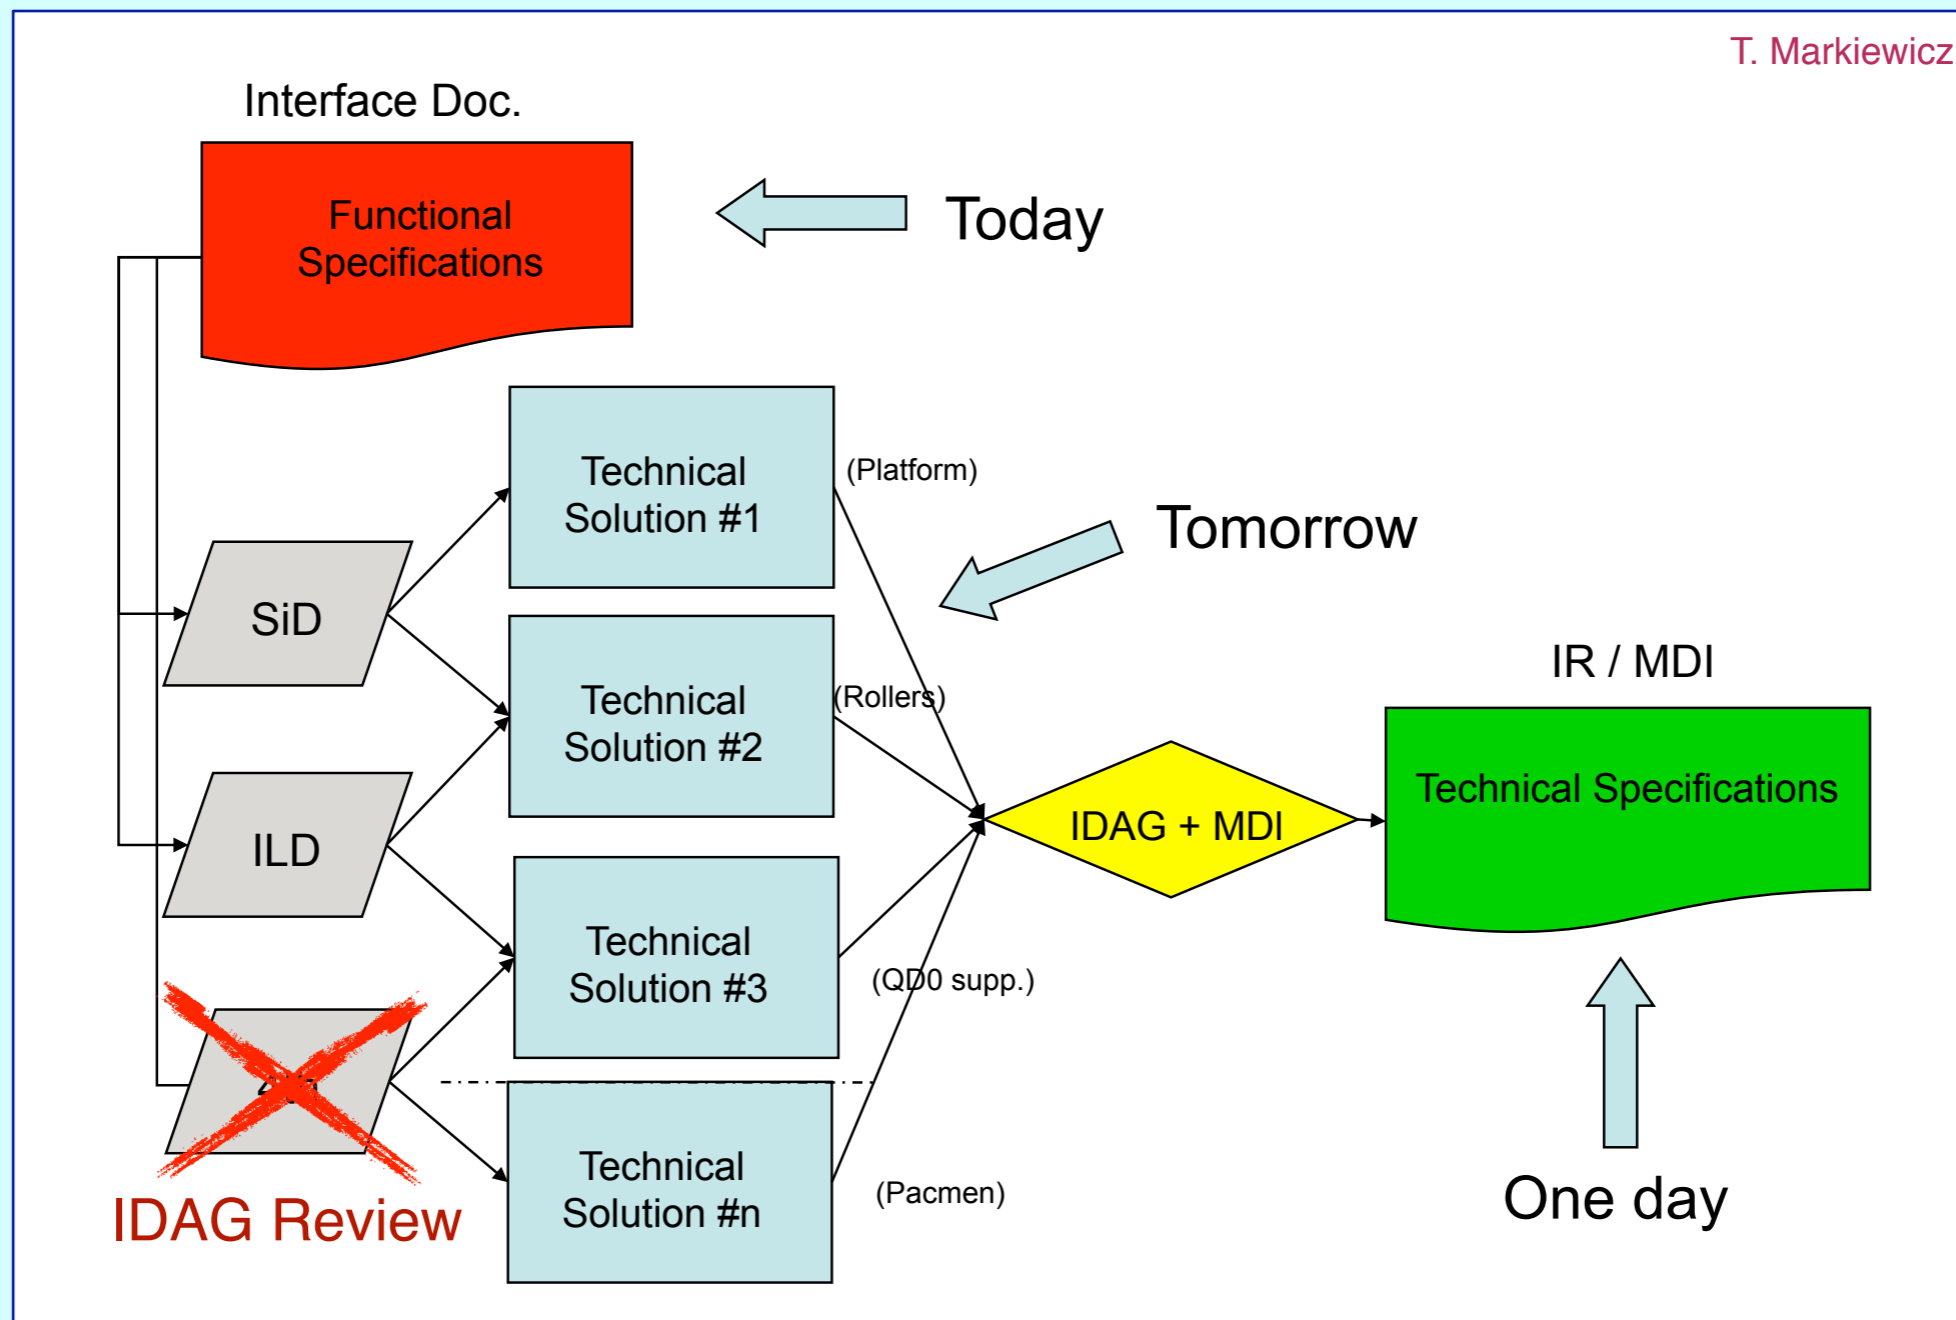 T. Markiewicz
Interface Doc.
Functional
Specifications
Today
Technical
Solution #1
(Platform)
Tomorrow
SiD
Technical
Solution #2
(Rollers)
IR / MDI
Technical Specifications
IDAG + MDI
ILD
Technical
Solution #3
(QD0 supp.)
Technical
Solution #n
(Pacmen)
One day
IDAG Review